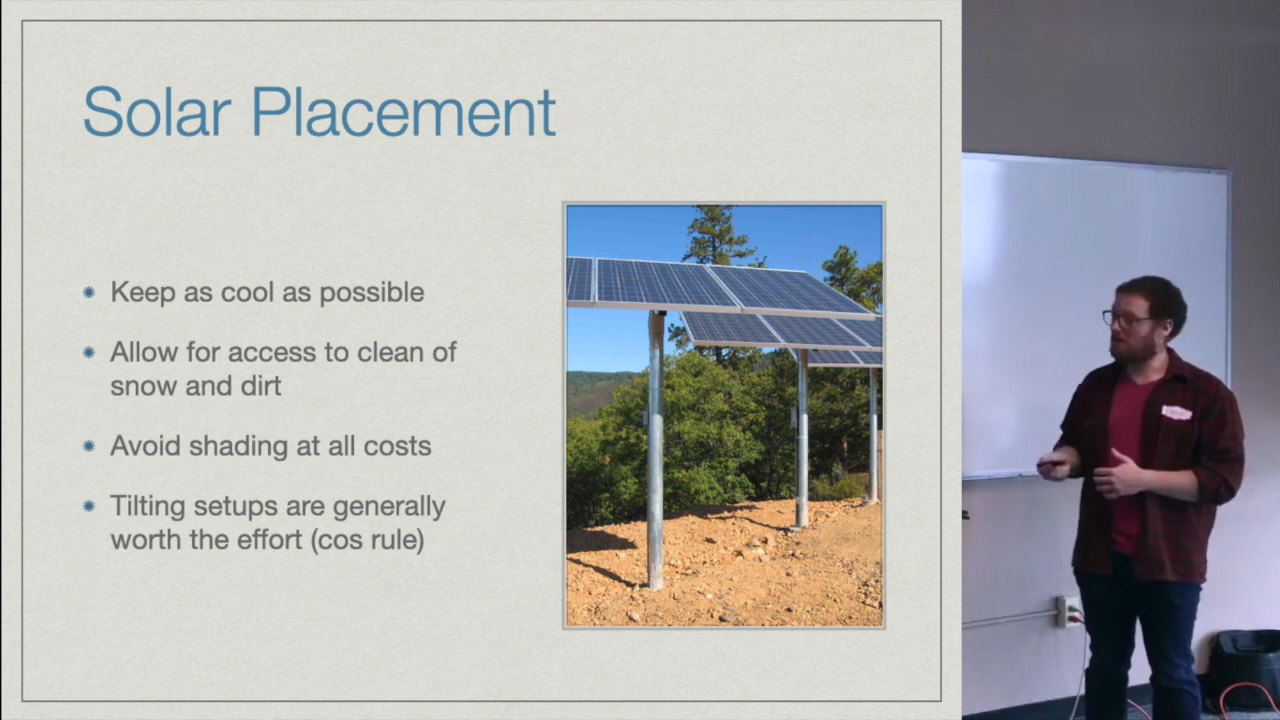 Solar Placement
Keep as cool as possible
Allow for access to clean of
snow and dirt
Avoid shading at all costs
Tilting setups are generally
worth the effort (cos rule)